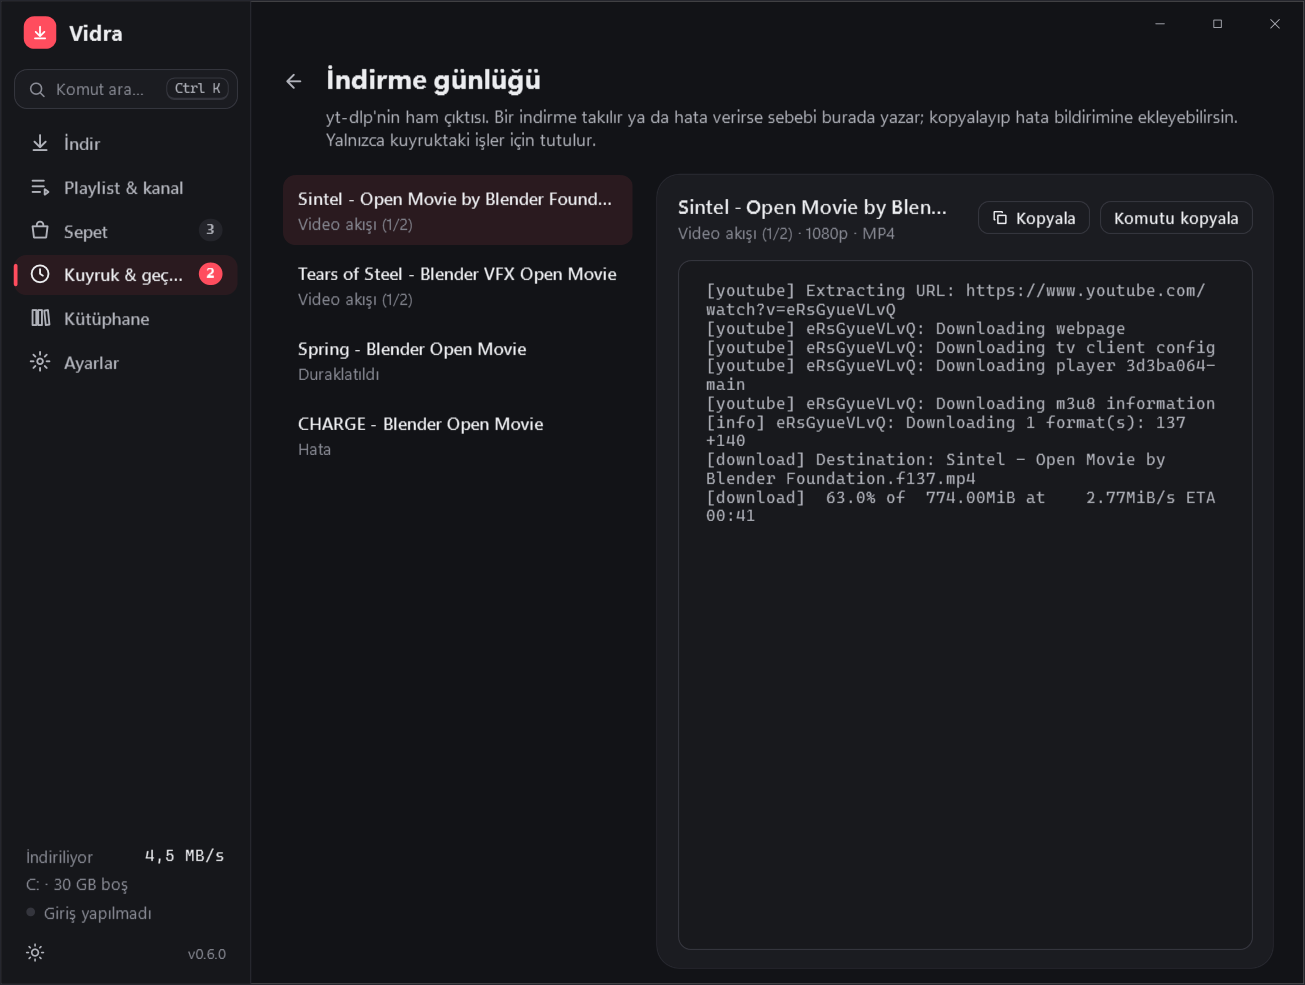 Vidra
Komut ara... Ctrl K
İndir
Playlist & kanal
Sepet 3
Kuyruk & geç... 2
Kütüphane
Ayarlar
İndiriliyor 4,5 MB/s
C: · 30 GB boş
Giriş yapılmadı
v0.6.0
İndirme günlüğü
yt-dlp'nin ham çıktısı. Bir indirme takılır ya da hata verirse sebebi burada yazar; kopyalayıp hata bildirimine ekleyebilirsin.
Yalnızca kuyruktaki işler için tutulur.
Sintel - Open Movie by Blender Found...
Video akışı (1/2)
Tears of Steel - Blender VFX Open Movie
Video akışı (1/2)
Spring - Blender Open Movie
Duraklatıldı
CHARGE - Blender Open Movie
Hata
Sintel - Open Movie by Blen...
Video akışı (1/2) · 1080p · MP4
Kopyala
Komutu kopyala
[youtube] Extracting URL: https://www.youtube.com/
watch?v=eRsGyueVLvQ
[youtube] eRsGyueVLvQ: Downloading webpage
[youtube] eRsGyueVLvQ: Downloading tv client config
[youtube] eRsGyueVLvQ: Downloading player 3d3ba064-
main
[youtube] eRsGyueVLvQ: Downloading m3u8 information
[info] eRsGyueVLvQ: Downloading 1 format(s): 137
+140
[download] Destination: Sintel - Open Movie by
Blender Foundation.f137.mp4
[download]  63.0% of  774.00MiB at    2.77MiB/s ETA
00:41